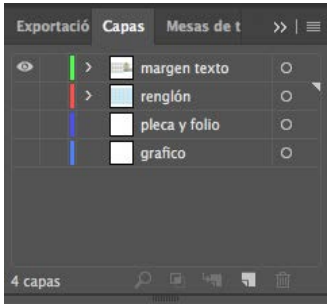 Exportació Capas Mesas de t
margen texto
renglón
pleca y folio
grafico
4 capas